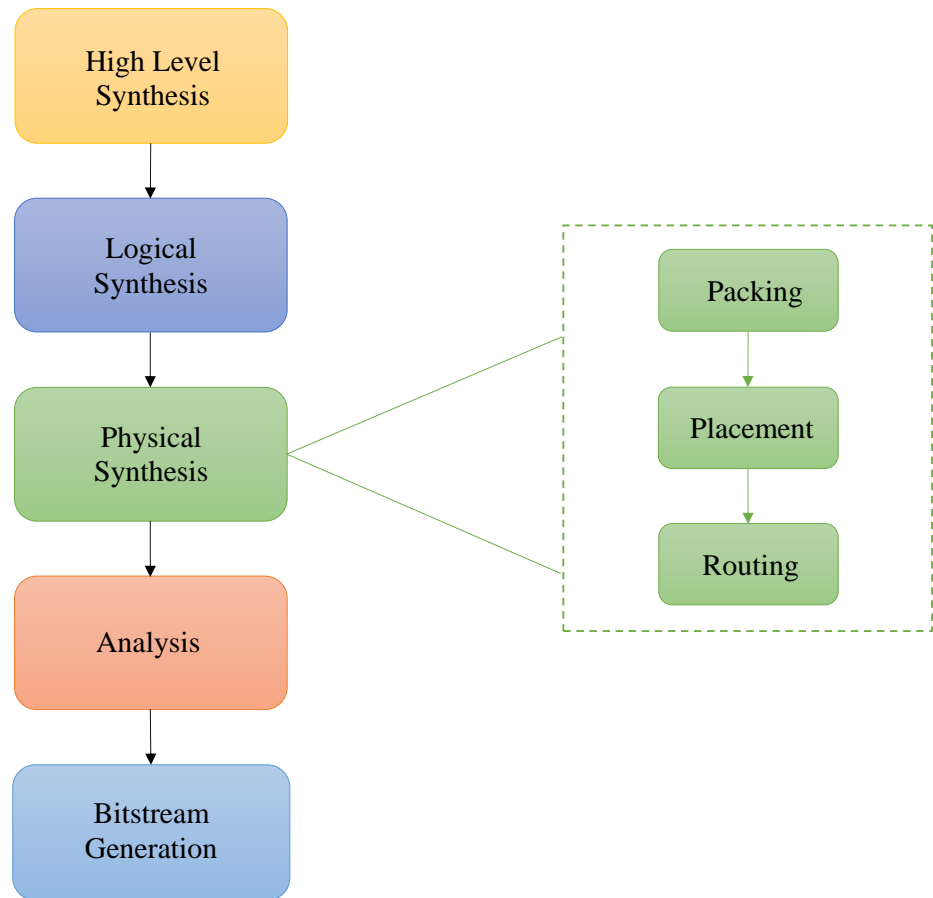 High Level
Synthesis
Logical
Synthesis
Physical
Synthesis
Analysis
Bitstream
Generation
Packing
Placement
Routing